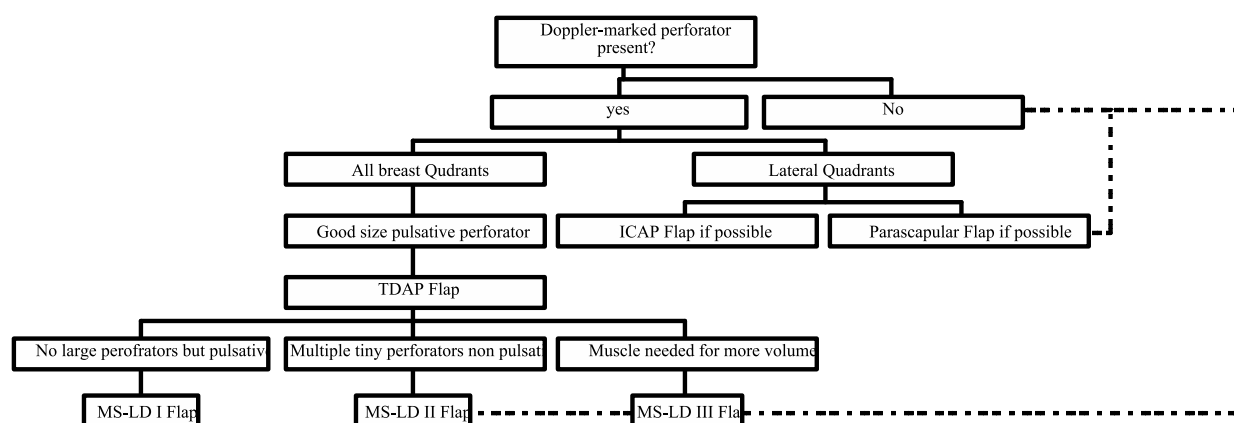 Doppler-marked perforator
present?
yes
No
All breast Qudrants
Lateral Quadrants
Good size pulsative perforator
ICAP Flap if possible
Parascapular Flap if possible
TDAP Flap
No large perofrators but pulsative
Multiple tiny perforators non pulsati
Muscle needed for more volume
MS-LD I Flap
MS-LD II Flap
MS-LD III Fla